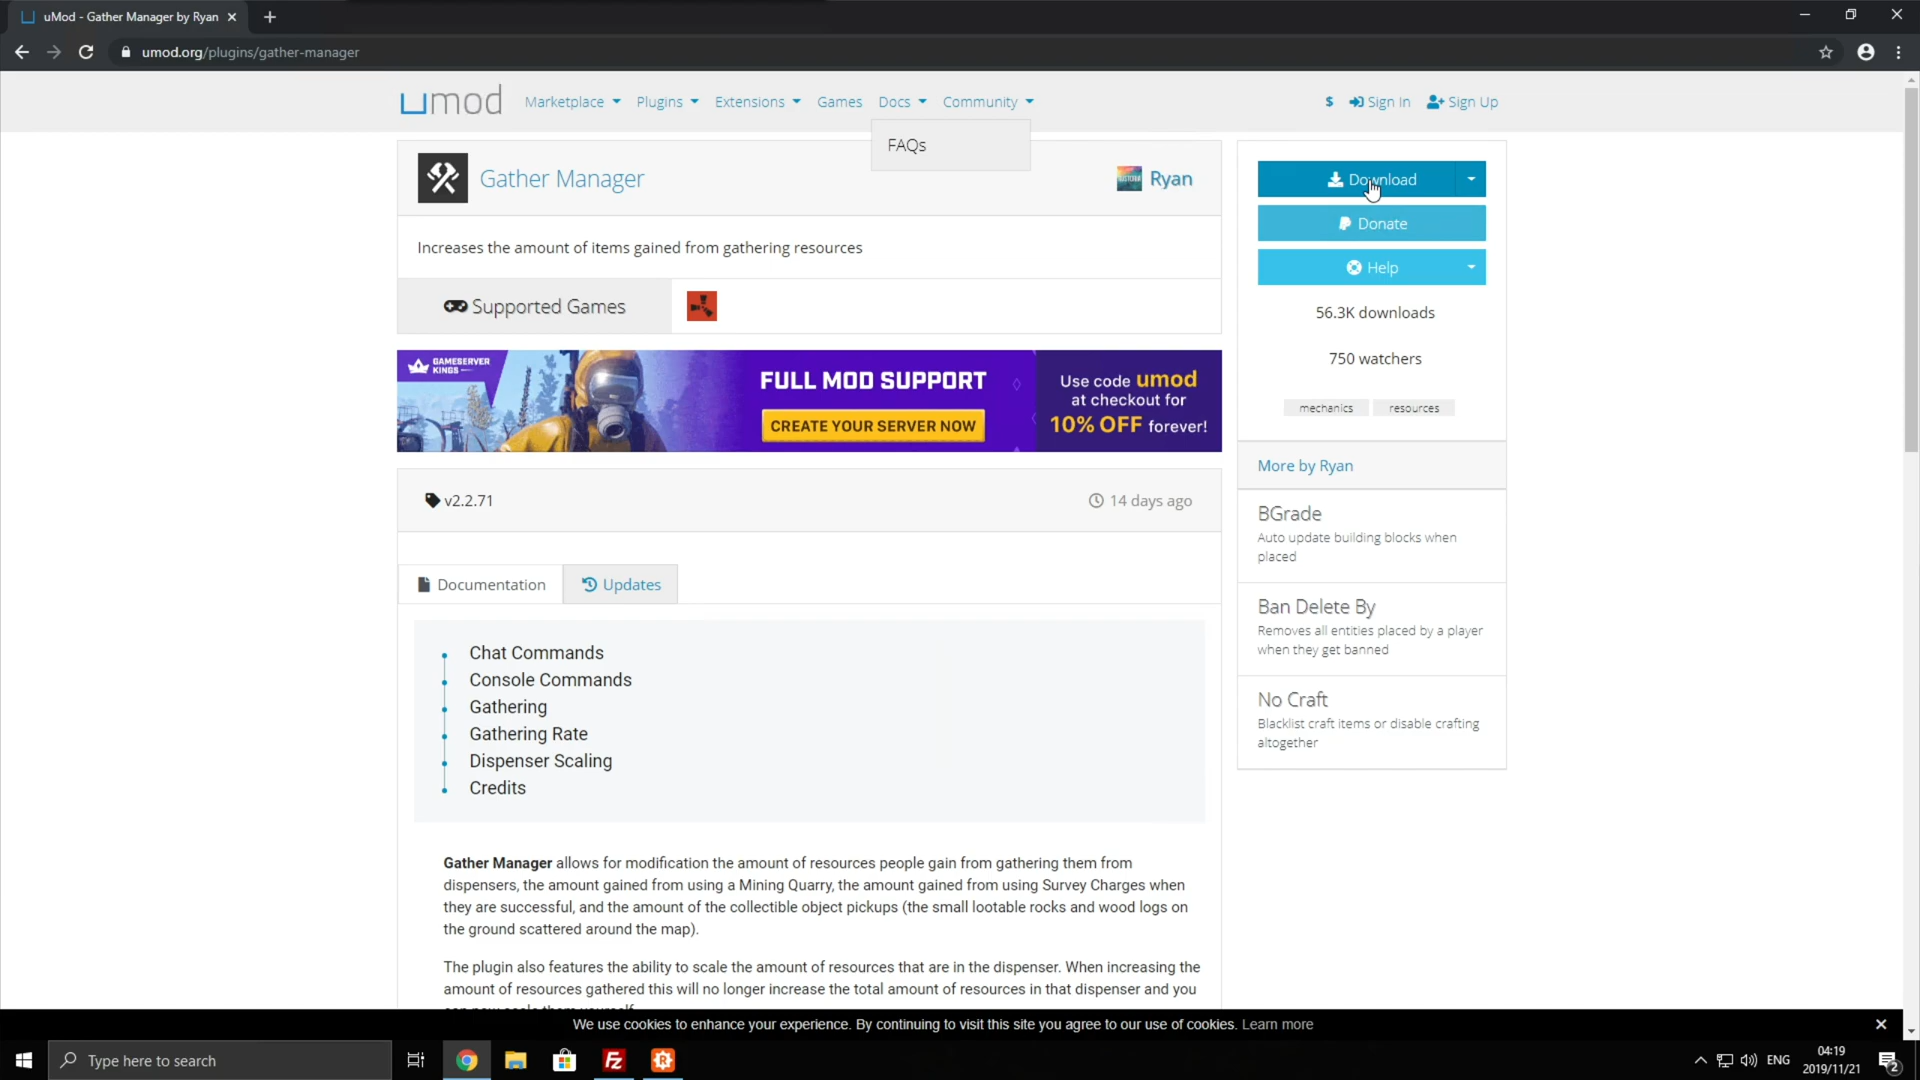 uMod - Gather Manager by Ryan
umod.org/plugins/gather-manager
umod
Marketplace Plugins Extensions Games Docs Community
$ Sign In Sign Up
FAQs
Gather Manager
Ryan
Increases the amount of items gained from gathering resources
Supported Games
GAMESERVER
KINGS
FULL MOD SUPPORT
CREATE YOUR SERVER NOW
Use code umod
at checkout for
10% OFF forever!
v2.2.71
14 days ago
Documentation
Updates
Chat Commands
Console Commands
Gathering
Gathering Rate
Dispenser Scaling
Credits
Gather Manager allows for modification the amount of resources people gain from gathering them from
dispensers, the amount gained from using a Mining Quarry, the amount gained from using Survey Charges when
they are successful, and the amount of the collectible object pickups (the small lootable rocks and wood logs on
the ground scattered around the map).
The plugin also features the ability to scale the amount of resources that are in the dispenser. When increasing the
amount of resources gathered this will no longer increase the total amount of resources in that dispenser and you
Download
Donate
Help
56.3K downloads
750 watchers
mechanics resources
More by Ryan
BGrade
Auto update building blocks when
placed
Ban Delete By
Removes all entities placed by a player
when they get banned
No Craft
Blacklist craft items or disable crafting
altogether
We use cookies to enhance your experience. By continuing to visit this site you agree to our use of cookies. Learn more
Type here to search
ENG
04:19
2019/11/21
2